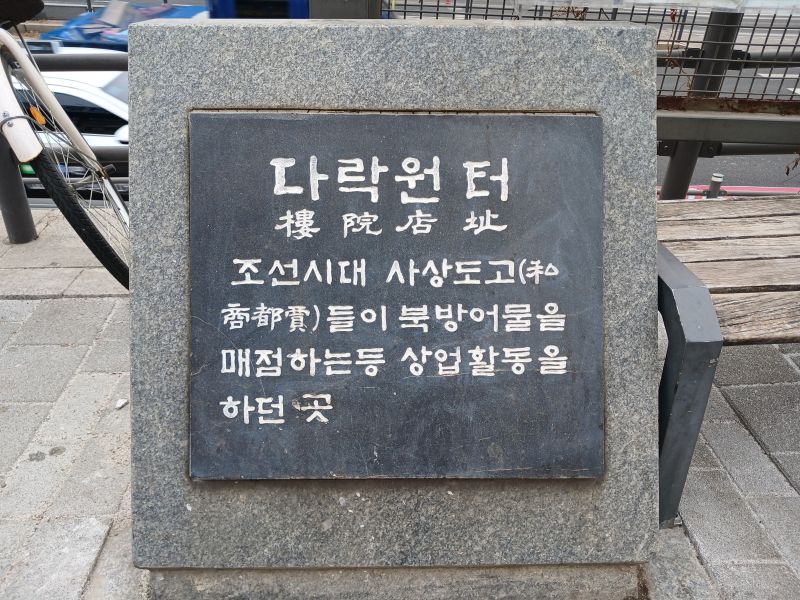 다락원 터
樓院店址
조선시대 사상도고(私
商都賈)들이 북방어물을
매점하는등 상업활동을
하던 곳